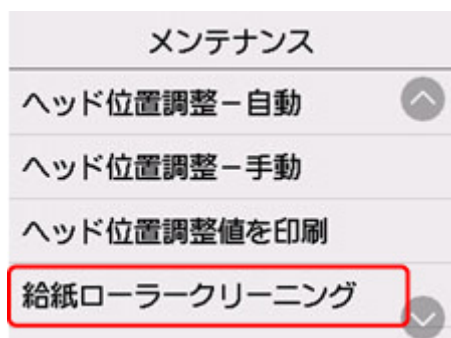 メンテナンス
ヘッド位置調整－自動
ヘッド位置調整－手動
ヘッド位置調整値を印刷
給紙ローラークリーニング